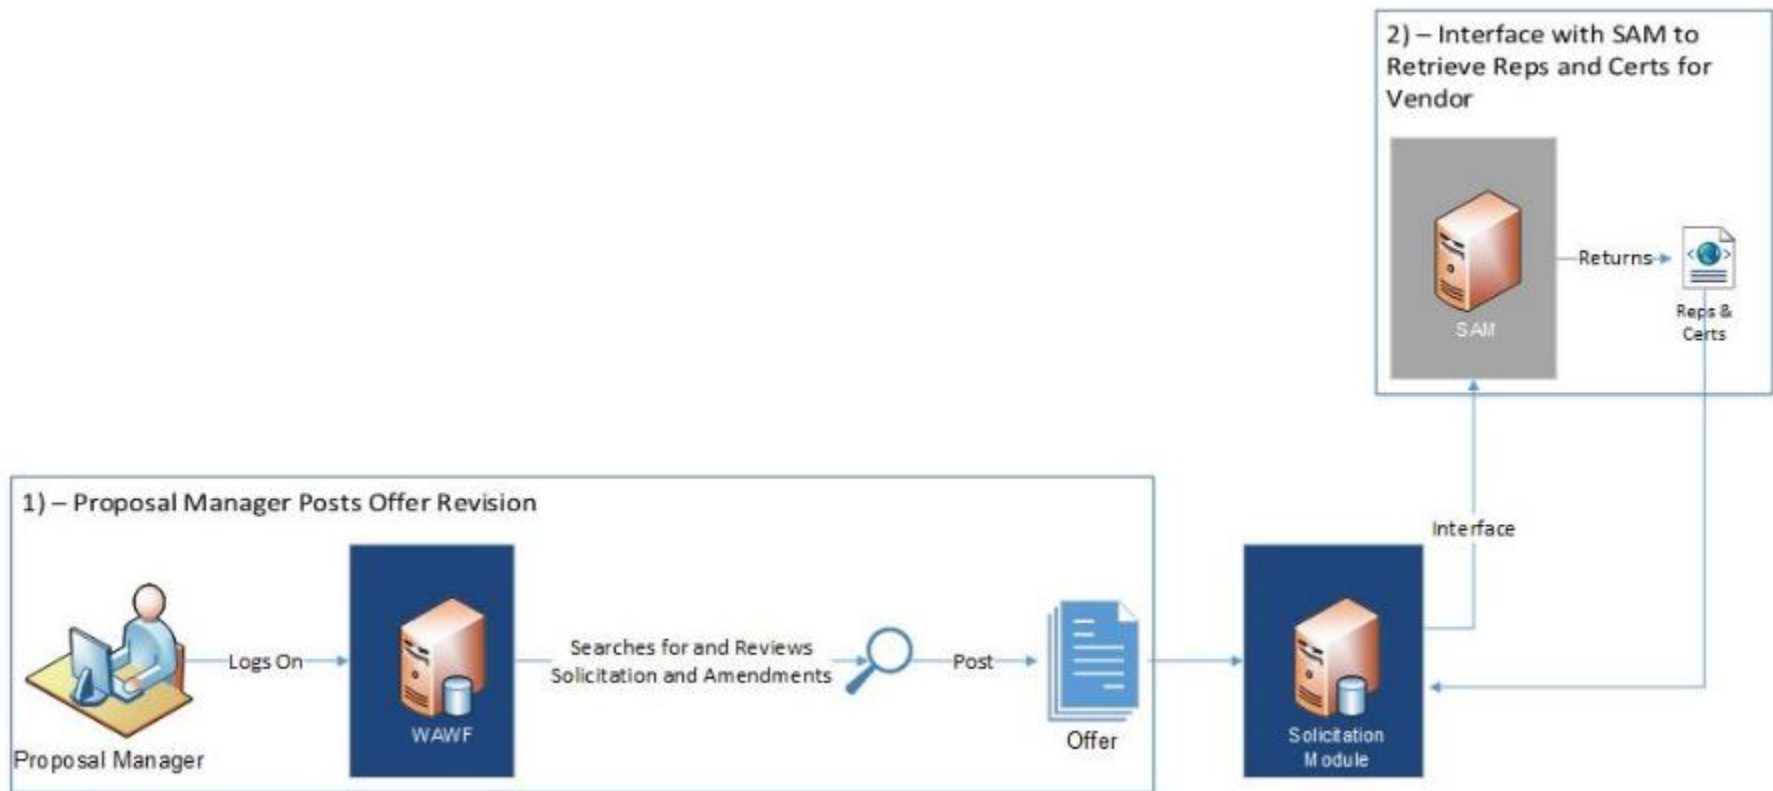 2) – Interface with SAM to
Retrieve Reps and Certs for
Vendor
SAM
Returns
Reps &
Certs
Interface
1) – Proposal Manager Posts Offer Revision
Proposal Manager
Logs On
WAWF
Searches for and Reviews
Solicitation and Amendments
Post
Offer
Solicitation
Module